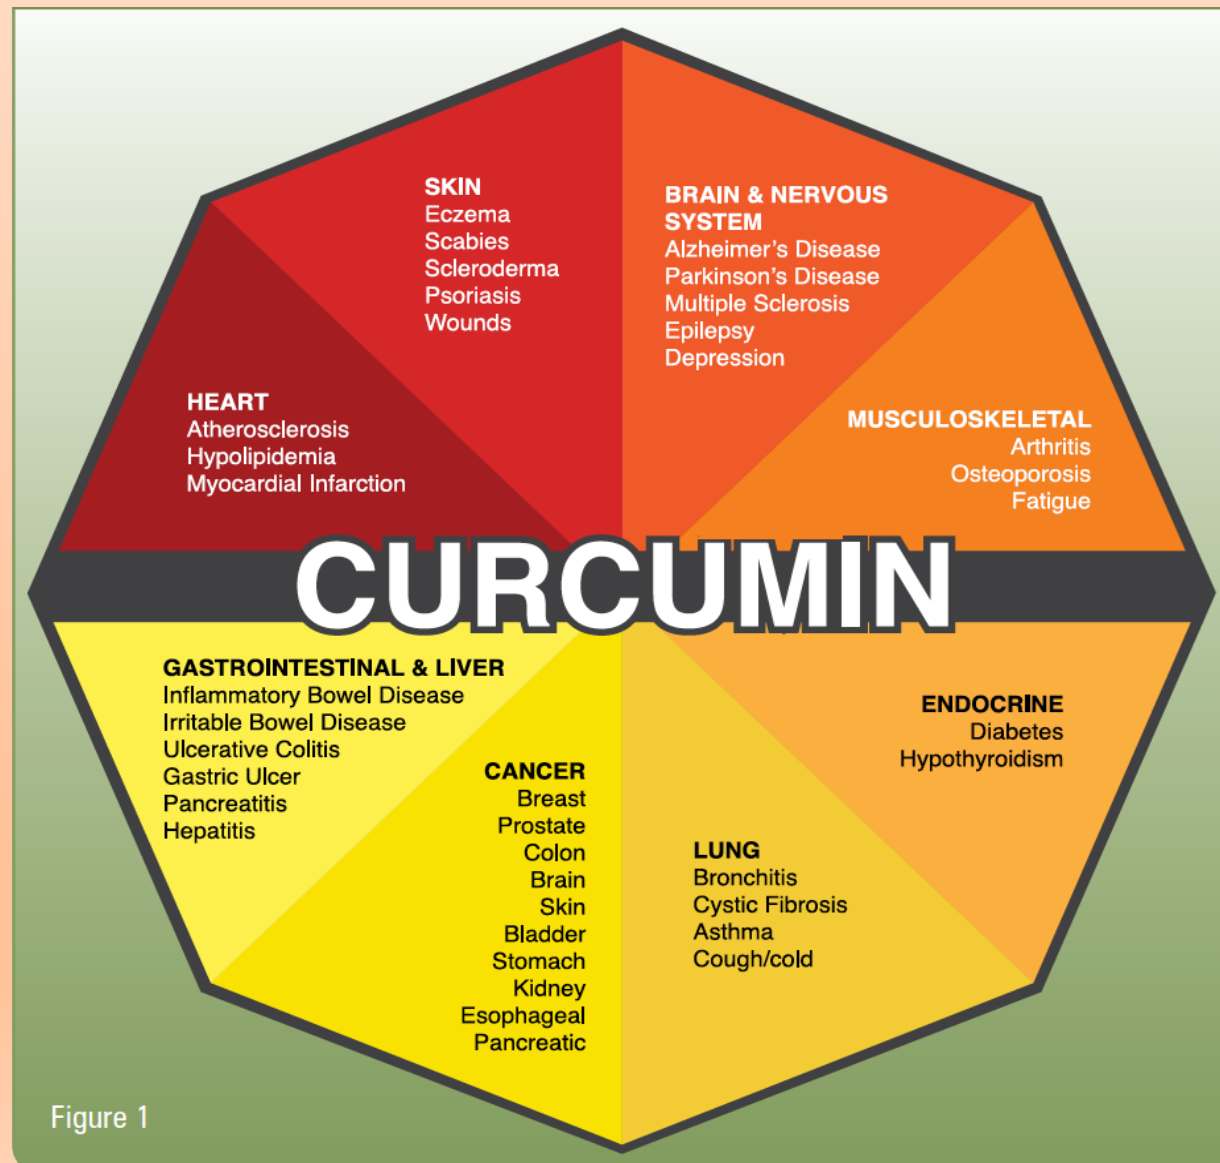 SKIN
Eczema
Scabies
Scleroderma
Psoriasis
Wounds
BRAIN & NERVOUS
SYSTEM
Alzheimer's Disease
Parkinson's Disease
Multiple Sclerosis
Epilepsy
Depression
HEART
Atherosclerosis
Hypolipidemia
Myocardial Infarction
MUSCULOSKELETAL
Arthritis
Osteoporosis
Fatigue
CURCUMIN
GASTROINTESTINAL & LIVER
Inflammatory Bowel Disease
Irritable Bowel Disease
Ulcerative Colitis
Gastric Ulcer
Pancreatitis
Hepatitis
CANCER
Breast
Prostate
Colon
Brain
Skin
Bladder
Stomach
Kidney
Esophageal
Pancreatic
LUNG
Bronchitis
Cystic Fibrosis
Asthma
Cough/cold
ENDOCRINE
Diabetes
Hypothyroidism
Figure 1